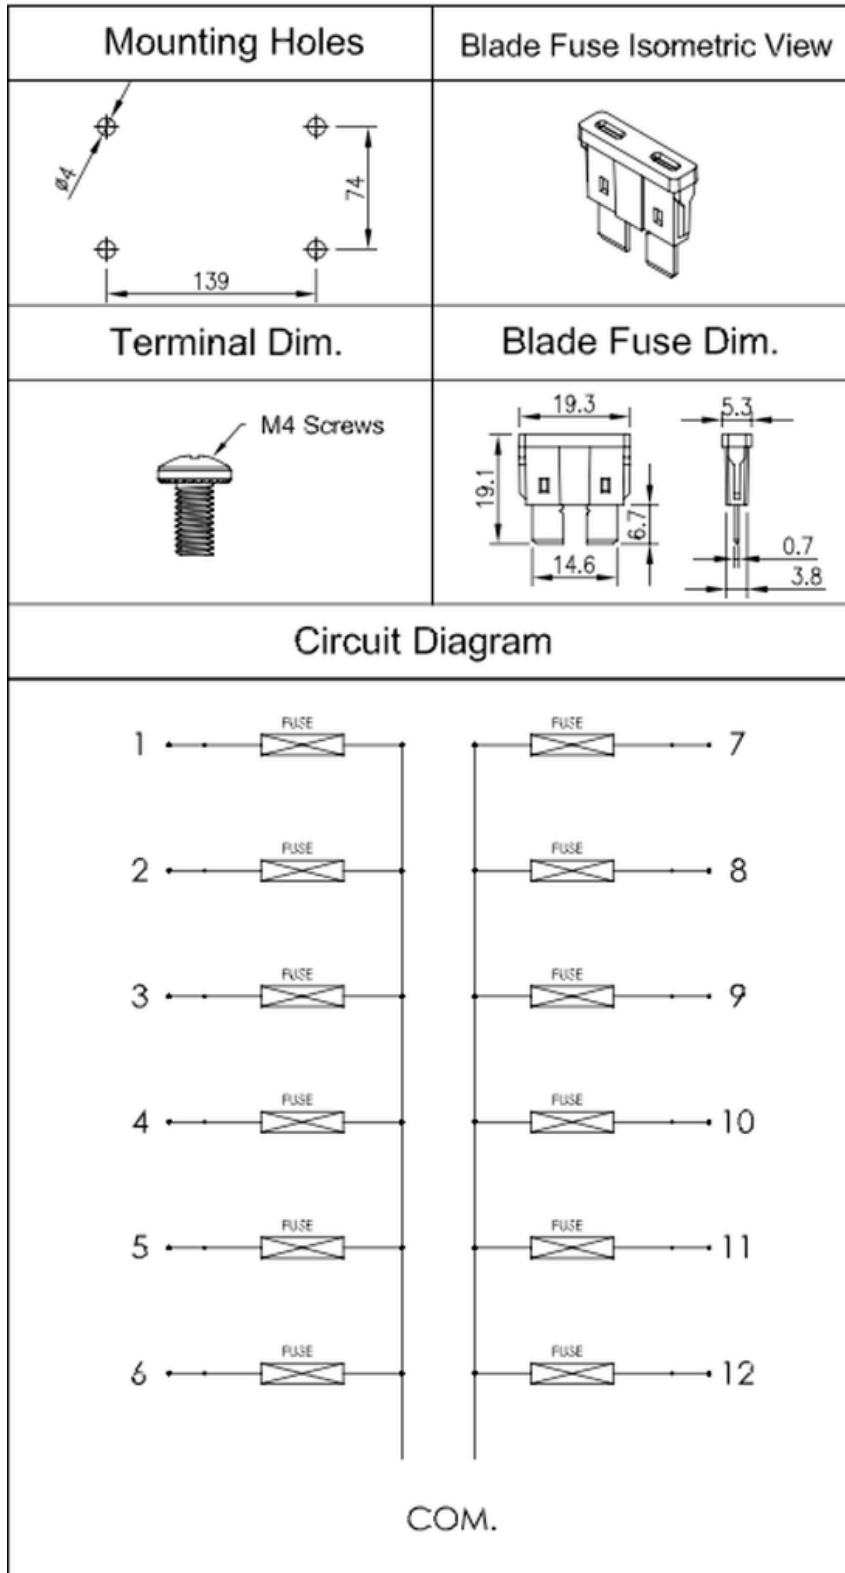 Mounting Holes
Blade Fuse Isometric View
ø4
74
139
Terminal Dim.
Blade Fuse Dim.
M4 Screws
19.3
5.3
19.1
6.7
14.6
0.7
3.8
Circuit Diagram
1 FUSE FUSE 7
2 FUSE FUSE 8
3 FUSE FUSE 9
4 FUSE FUSE 10
5 FUSE FUSE 11
6 FUSE FUSE 12
COM.